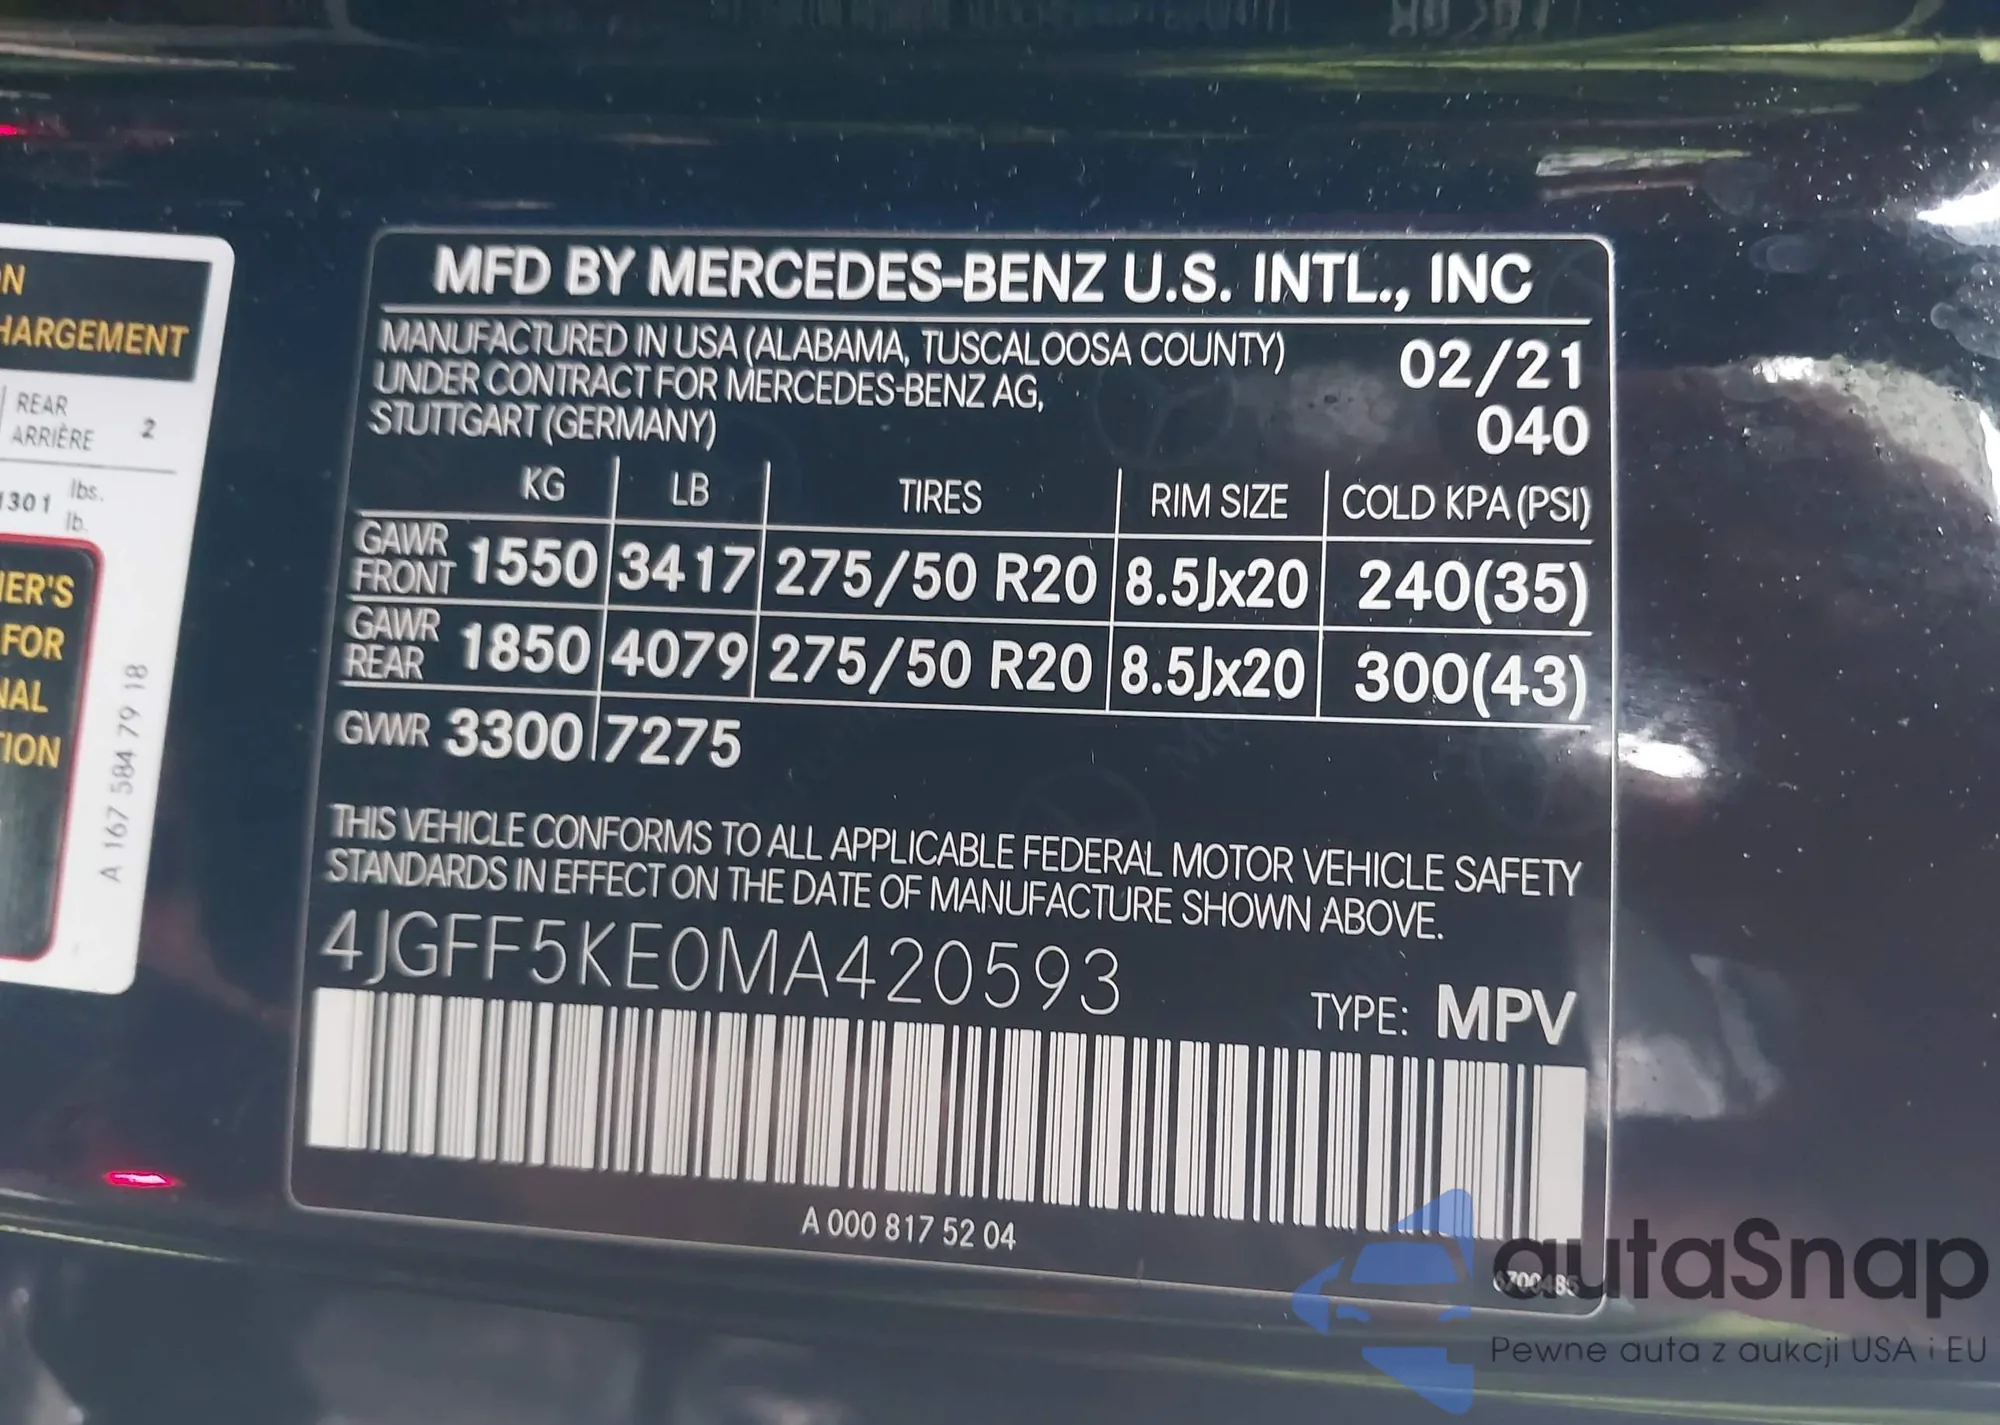 MFD BY MERCEDES-BENZ U.S. INTL., INC
MANUFACTURED IN USA (ALABAMA, TUSCALOOSA COUNTY)
UNDER CONTRACT FOR MERCEDES-BENZ AG,
STUTTGART (GERMANY)
02/21
040
KG LB TIRES RIM SIZE COLD KPA (PSI)
GAWR FRONT 1550 3417 275/50 R20 8.5Jx20 240(35)
GAWR REAR 1850 4079 275/50 R20 8.5Jx20 300(43)
GVWR 3300 7275
THIS VEHICLE CONFORMS TO ALL APPLICABLE FEDERAL MOTOR VEHICLE SAFETY
STANDARDS IN EFFECT ON THE DATE OF MANUFACTURE SHOWN ABOVE.
4JGFF5KE0MA420593
TYPE: MPV
A 000 817 52 04
6700485
HARGEMENT
REAR
ARRIÈRE 2
1301 lbs.
lb.
FOR
A 167 584 79 18
autaSnap
Pewne auta z aukcji USA i EU